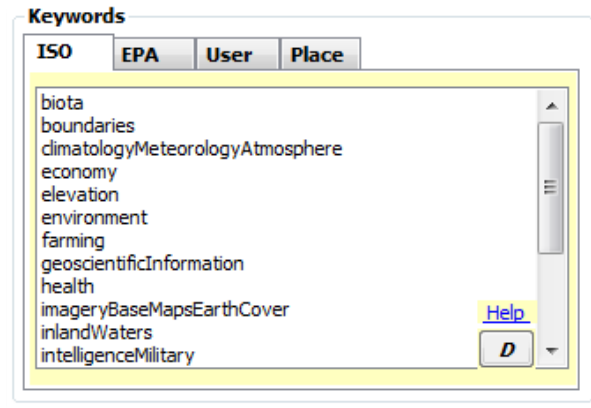 Keywords
ISO EPA User Place
biota
boundaries
climatologyMeteorologyAtmosphere
economy
elevation
environment
farming
geoscientificInformation
health
imageryBaseMapsEarthCover
Help
inlandWaters
intelligenceMilitary
D